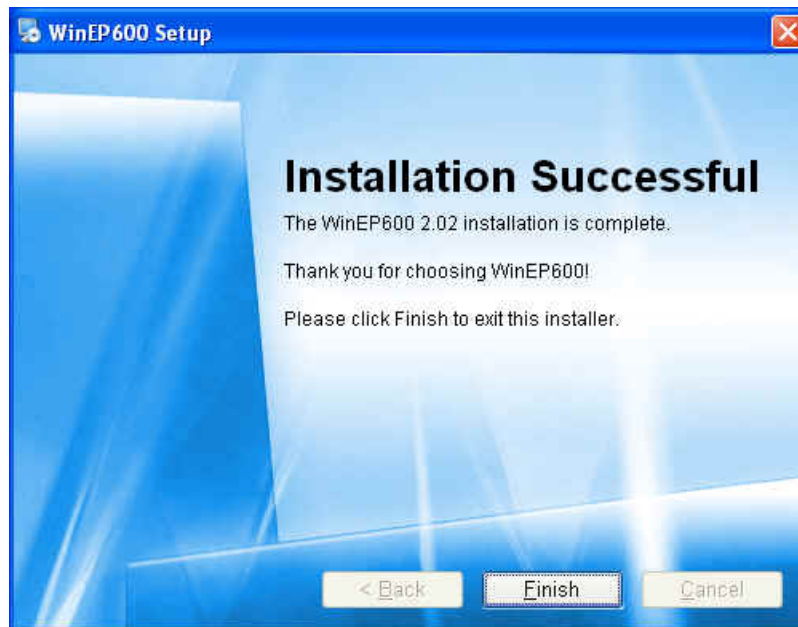 WinEP600 Setup
Installation Successful
The WinEP600 2.02 installation is complete.
Thank you for choosing WinEP600!
Please click Finish to exit this installer.
< Back
Finish
Cancel